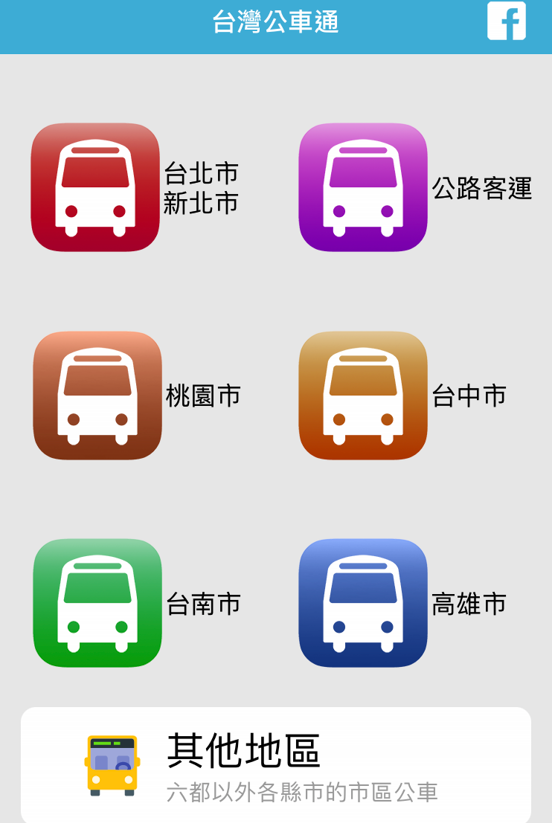 台灣公車通
台北市
新北市
公路客運
桃園市
台中市
台南市
高雄市
其他地區
六都以外各縣市的市區公車